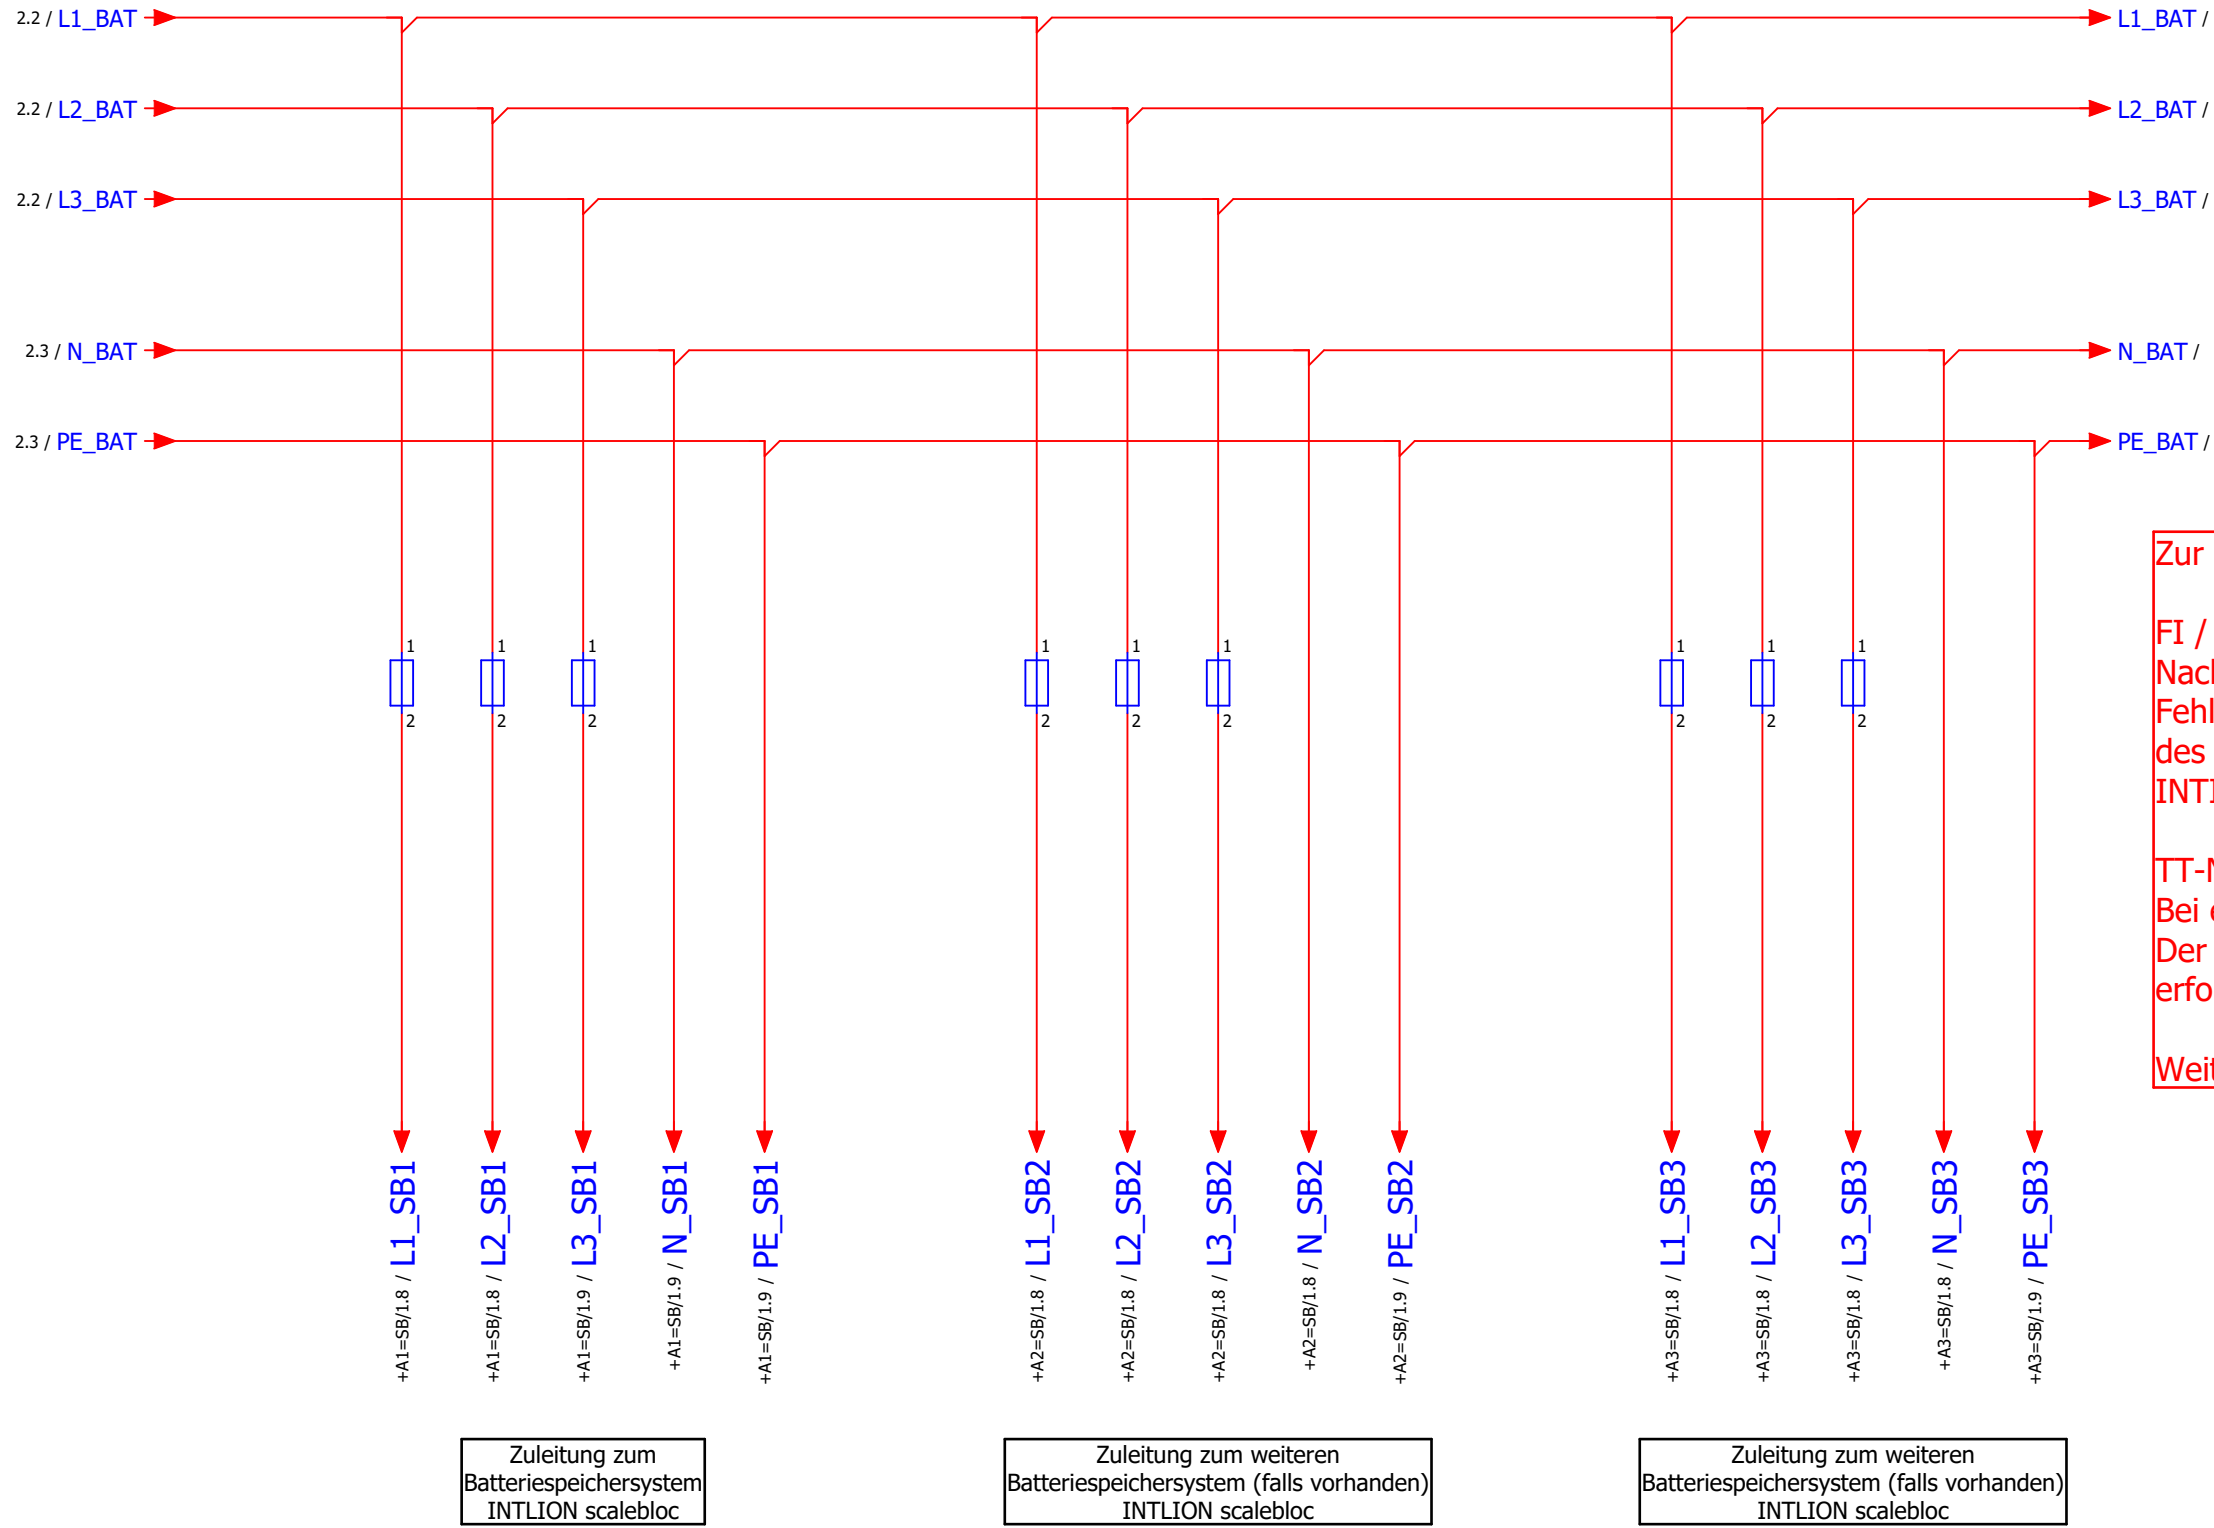 2.2 / L1_BAT
L1_BAT /
2.2 / L2_BAT
L2_BAT /
2.2 / L3_BAT
L3_BAT /
2.3 / N_BAT
N_BAT /
2.3 / PE_BAT
PE_BAT /
Zur
FI /
Nach
Fehl
des
INTI
TT-N
Bei e
Der
erfo
Weit
1
1
1
1
1
1
1
1
1
2
2
2
2
2
2
2
2
2
+A1=SB/1.8 / L1_SB1
+A1=SB/1.8 / L2_SB1
+A1=SB/1.9 / L3_SB1
+A1=SB/1.9 / N_SB1
+A1=SB/1.9 / PE_SB1
+A2=SB/1.8 / L1_SB2
+A2=SB/1.8 / L2_SB2
+A2=SB/1.8 / L3_SB2
+A2=SB/1.8 / N_SB2
+A2=SB/1.9 / PE_SB2
+A3=SB/1.8 / L1_SB3
+A3=SB/1.8 / L2_SB3
+A3=SB/1.8 / L3_SB3
+A3=SB/1.8 / N_SB3
+A3=SB/1.9 / PE_SB3
Zuleitung zum
Batteriespeichersystem
INTLION scalebloc
Zuleitung zum weiteren
Batteriespeichersystem (falls vorhanden)
INTLION scalebloc
Zuleitung zum weiteren
Batteriespeichersystem (falls vorhanden)
INTLION scalebloc